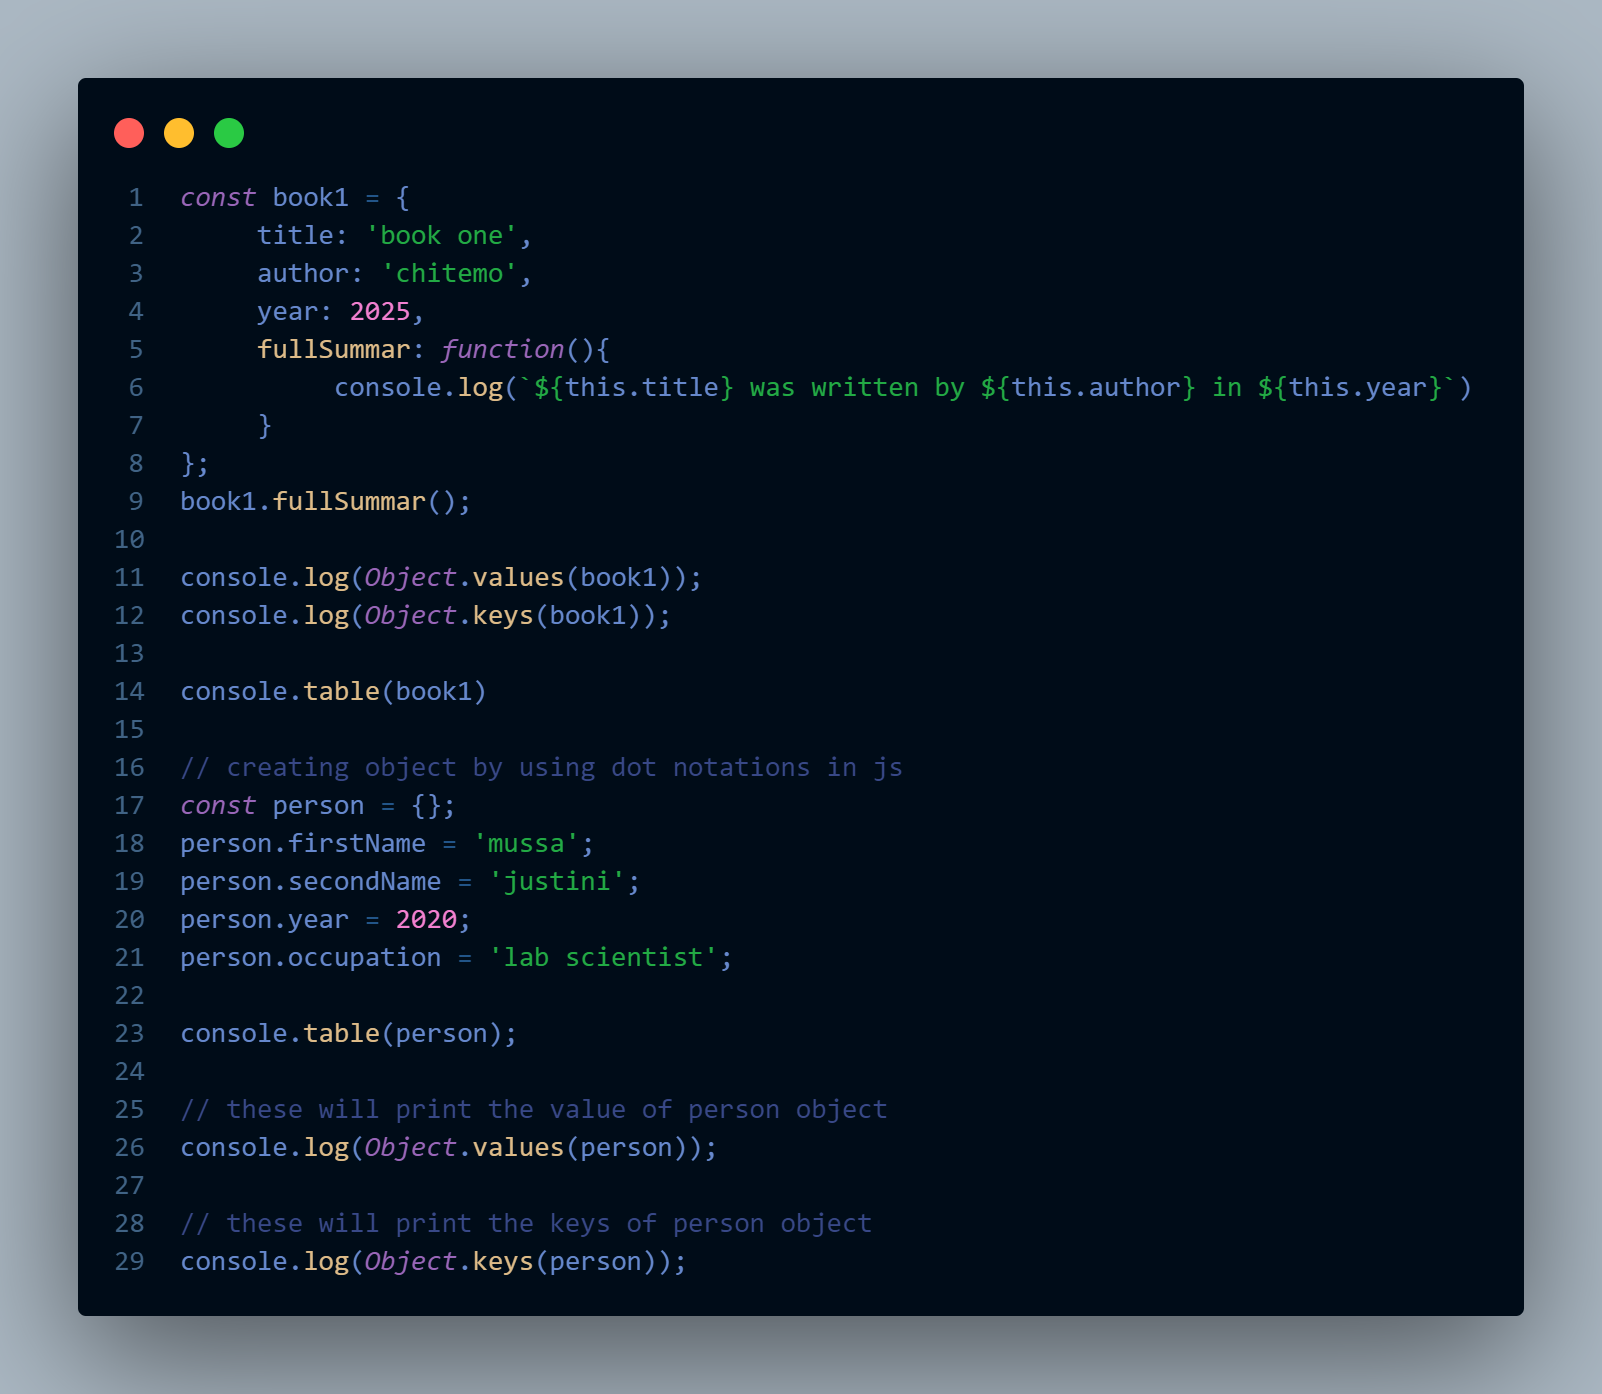 1 const book1 = {
2 title: 'book one',
3 author: 'chitemo',
4 year: 2025,
5 fullSummar: function(){
6 console.log(`${this.title} was written by ${this.author} in ${this.year}`)
7 }
8 };
9 book1.fullSummar();
10
11 console.log(Object.values(book1));
12 console.log(Object.keys(book1));
13
14 console.table(book1)
15
16 // creating object by using dot notations in js
17 const person = {};
18 person.firstName = 'mussa';
19 person.secondName = 'justini';
20 person.year = 2020;
21 person.occupation = 'lab scientist';
22
23 console.table(person);
24
25 // these will print the value of person object
26 console.log(Object.values(person));
27
28 // these will print the keys of person object
29 console.log(Object.keys(person));